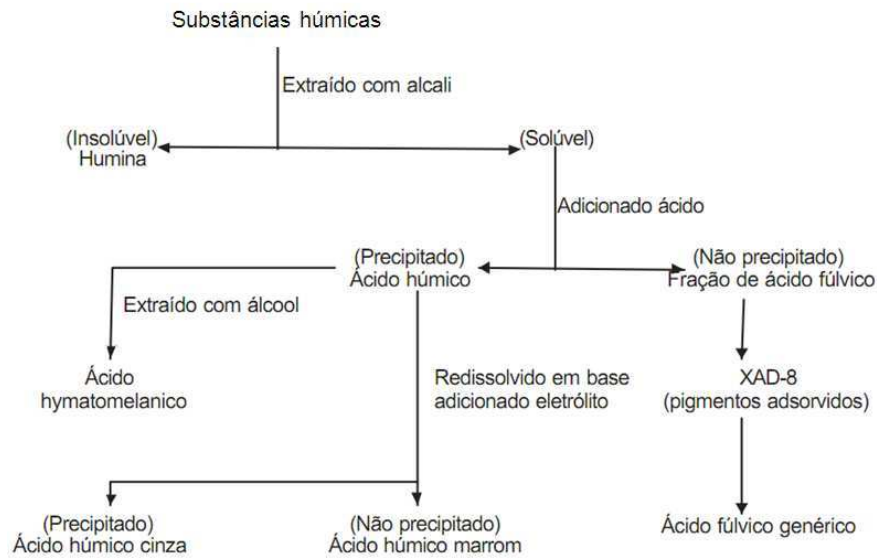 Substâncias húmicas
Extraído com alcali
(Insolúvel)
Humina
(Solúvel)
Adicionado ácido
(Precipitado)
Ácido húmico
(Não precipitado)
Fração de ácido fúlvico
Extraído com álcool
Ácido
hymatomelanico
Redissolvido em base
adicionado eletrólito
XAD-8
(pigmentos adsorvidos)
(Precipitado)
Ácido húmico cinza
(Não precipitado)
Ácido húmico marrom
Ácido fúlvico genérico